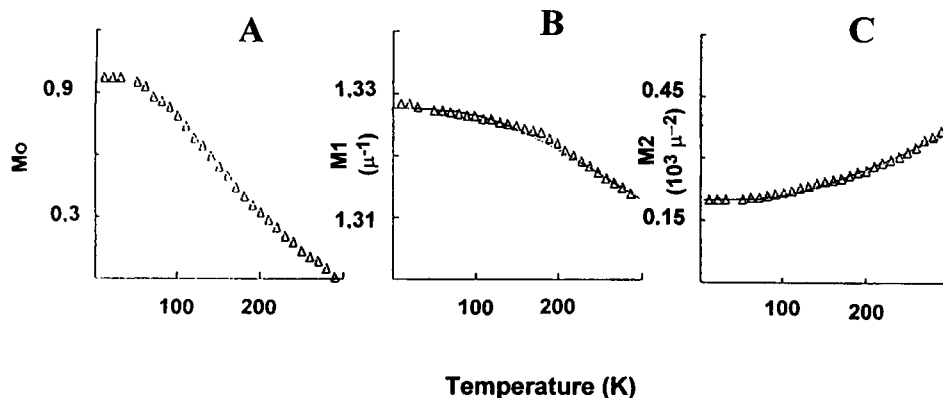 A
B
C
Mo
0,9
0.3
100
200
M1
(μ⁻¹)
1,33
1,31
100
200
M2
(10³ μ⁻²)
0.45
0.15
100
200
Temperature (K)